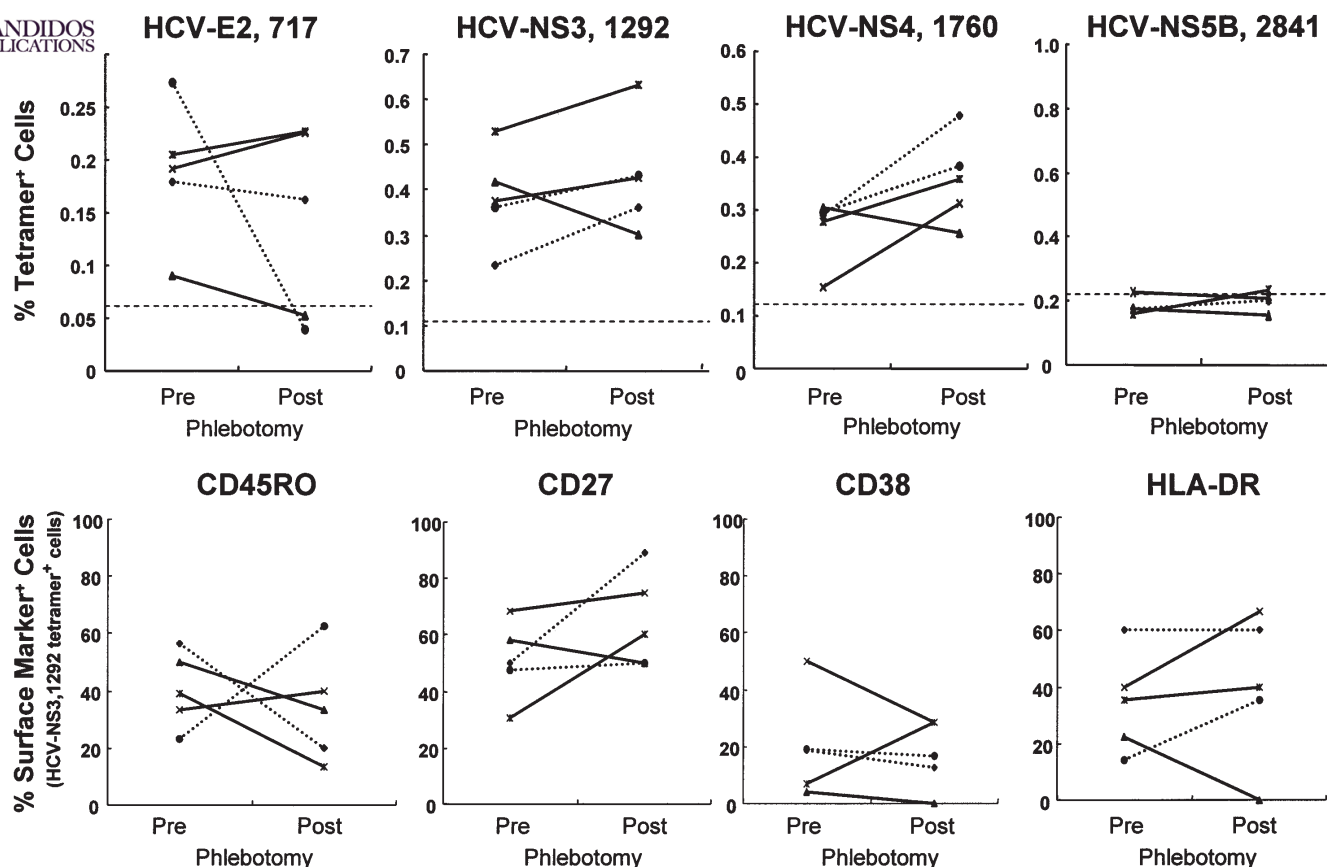 ANDIDOS
LICATIONS
HCV-E2, 717
HCV-NS3, 1292
HCV-NS4, 1760
HCV-NS5B, 2841
% Tetramer⁺ Cells
0.25
0.2
0.15
0.1
0.05
0
Pre
Post
Phlebotomy
0.7
0.6
0.5
0.4
0.3
0.2
0.1
0
Pre
Post
Phlebotomy
0.6
0.5
0.4
0.3
0.2
0.1
0
Pre
Post
Phlebotomy
1.0
0.8
0.6
0.4
0.2
0
Pre
Post
Phlebotomy
CD45RO
CD27
CD38
HLA-DR
% Surface Marker⁺ Cells
(HCV-NS3,1292 tetramer⁺ cells)
100
80
60
40
20
0
Pre
Post
Phlebotomy
100
80
60
40
20
0
Pre
Post
Phlebotomy
100
80
60
40
20
0
Pre
Post
Phlebotomy
100
80
60
40
20
0
Pre
Post
Phlebotomy